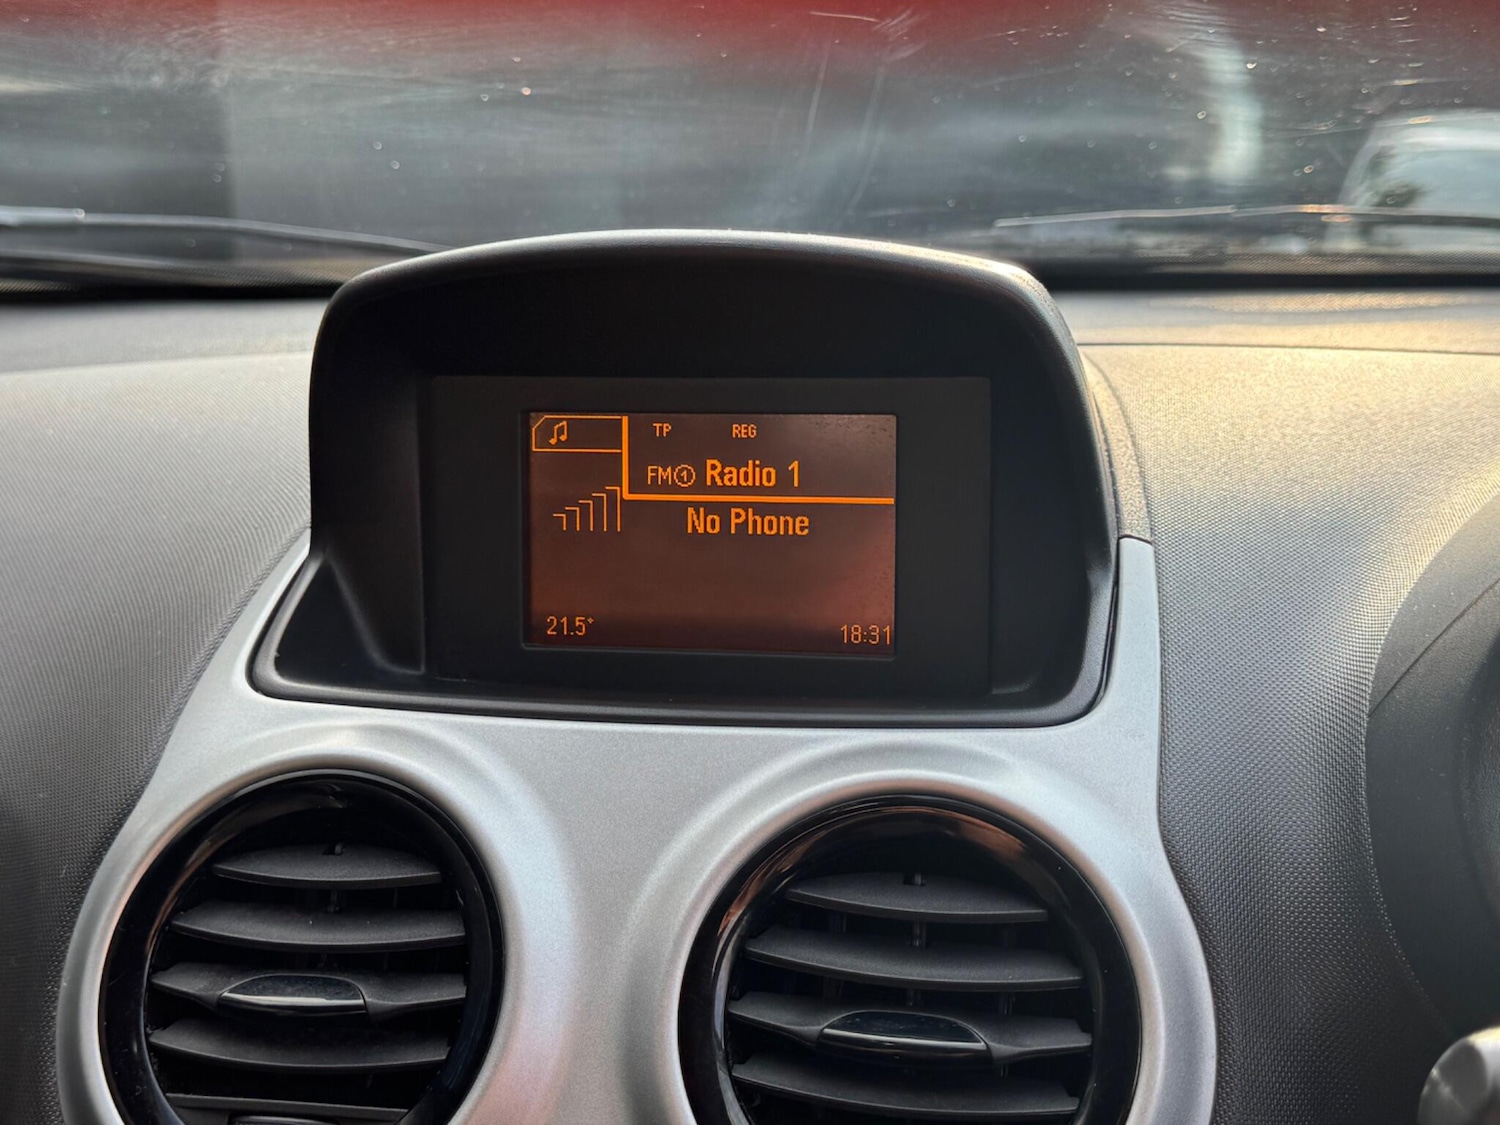 TP REG
FM① Radio 1
No Phone
21.5° 18:31